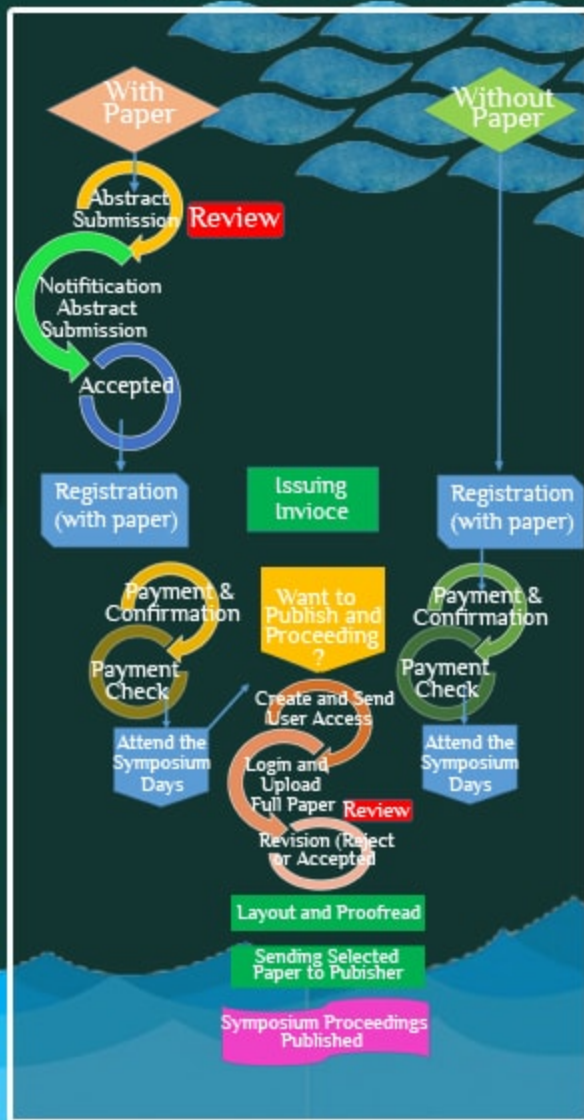 With
Paper
Without
Paper
Abstract
Submission
Review
Notifitication
Abstract
Submission
Accepted
Registration
(with paper)
Issuing
Invioce
Registration
(with paper)
Payment &
Confirmation
Payment
Check
Attend the
Symposium
Days
Want to
Publish and
Proceeding
?
Create and Send
User Access
Login and
Upload
Full Paper
Review
Revision (Reject
or Accepted
Payment &
Confirmation
Payment
Check
Attend the
Symposium
Days
Layout and Proofread
Sending Selected
Paper to Pubisher
Symposium Proceedings
Published